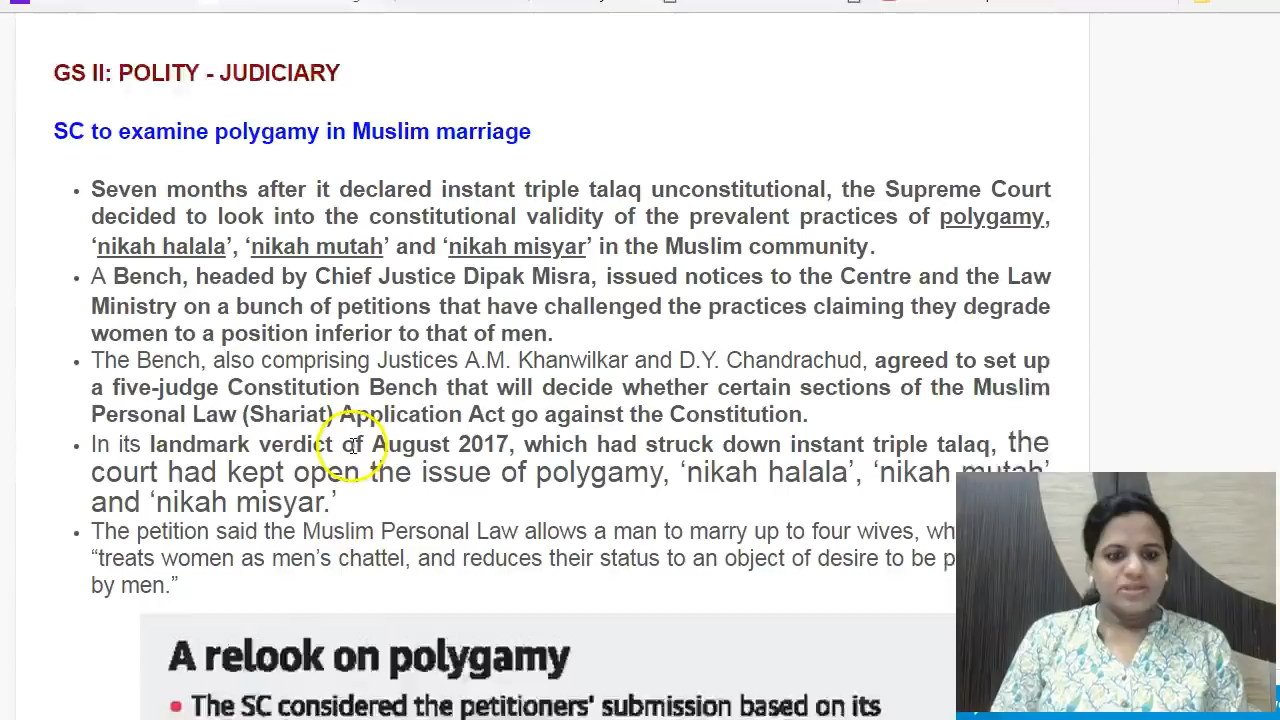 GS II: POLITY - JUDICIARY
SC to examine polygamy in Muslim marriage
• Seven months after it declared instant triple talaq unconstitutional, the Supreme Court
decided to look into the constitutional validity of the prevalent practices of polygamy,
‘nikah halala’, ‘nikah mutah’ and ‘nikah misyar’ in the Muslim community.
• A Bench, headed by Chief Justice Dipak Misra, issued notices to the Centre and the Law
Ministry on a bunch of petitions that have challenged the practices claiming they degrade
women to a position inferior to that of men.
• The Bench, also comprising Justices A.M. Khanwilkar and D.Y. Chandrachud, agreed to set up
a five-judge Constitution Bench that will decide whether certain sections of the Muslim
Personal Law (Shariat) Application Act go against the Constitution.
• In its landmark verdict of August 2017, which had struck down instant triple talaq, the
court had kept open the issue of polygamy, ‘nikah halala’, ‘nikah mutah’
and ‘nikah misyar.’
• The petition said the Muslim Personal Law allows a man to marry up to four wives,
“treats women as men’s chattel, and reduces their status to an object of desire to be
by men.”
A relook on polygamy
• The SC considered the petitioners' submission based on its